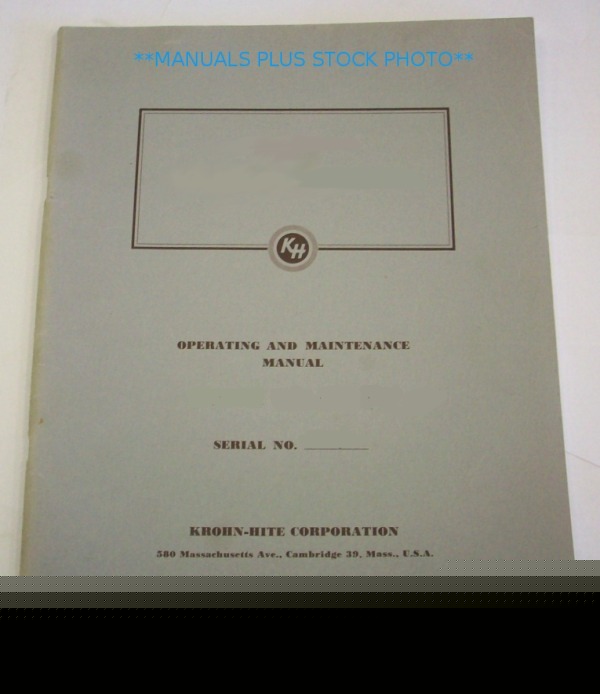 **MANUALS PLUS STOCK PHOTO**
KH
OPERATING AND MAINTENANCE
MANUAL
SERIAL NO.
KROHN-HITE CORPORATION
580 Massachusetts Ave., Cambridge 39, Mass., U.S.A.